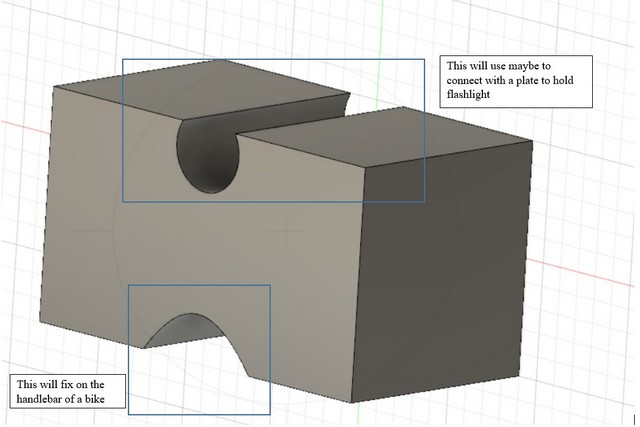 This will use maybe to
connect with a plate to hold
flashlight
This will fix on the
handlebar of a bike